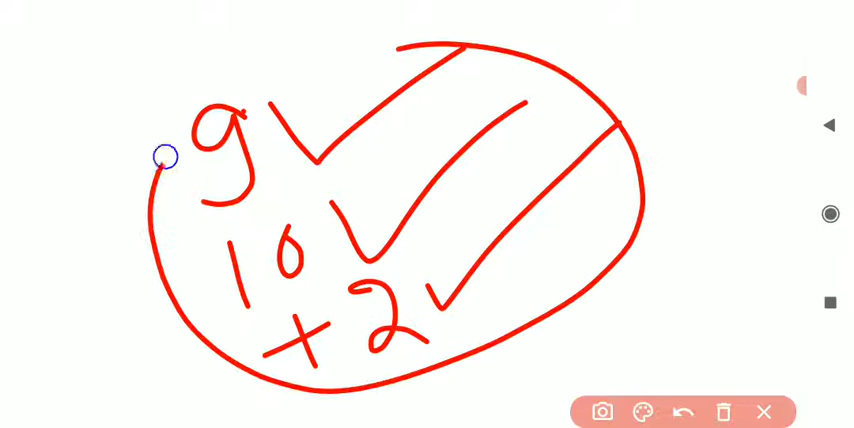 9 ✓
10 ✓
+2 ✓